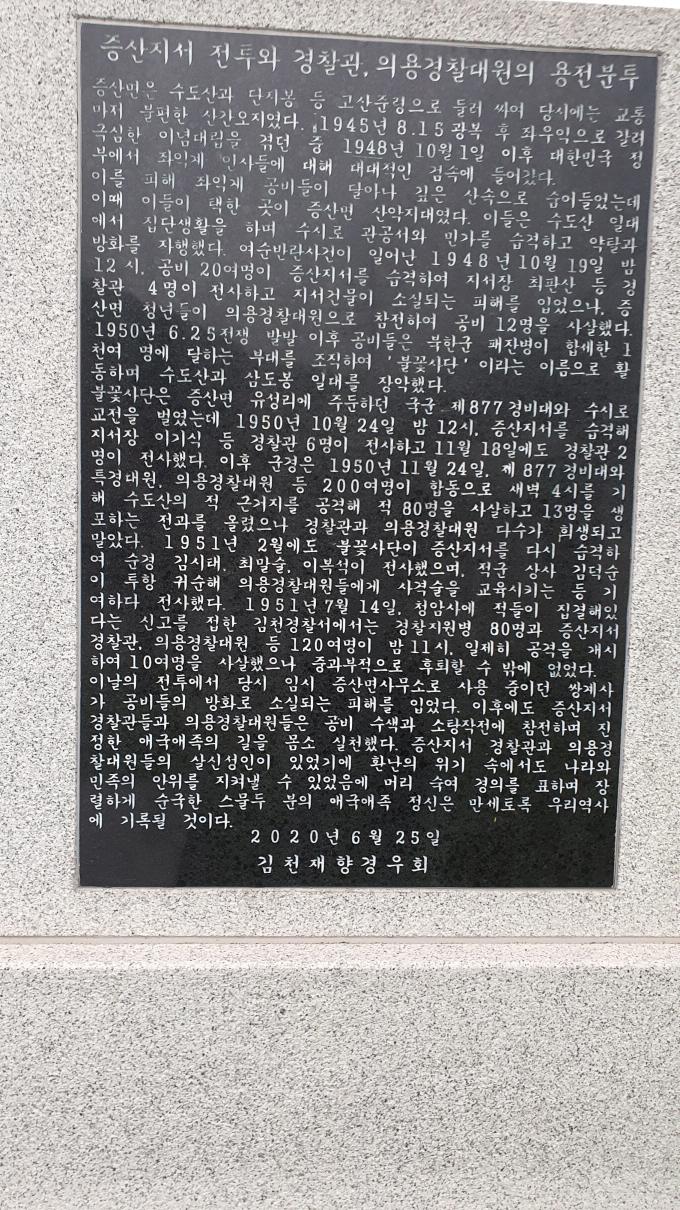 증산지서 전투와 경찰관, 의용경찰대원의 용전분투
증산면은 수도산과 단지봉 등 고산준령으로 둘러 싸여 당시에는 교통
마저 불편한 산간오지였다. 1945년 8.15광복 후 좌우익으로 갈려
극심한 이념대립을 겪던 중 1948년 10월1일 이후 대한민국 정
부에서 좌익계 인사들에 대해 대대적인 검속에 들어갔다.
이를 피해 좌익계 공비들이 달아나 깊은 산속으로 숨어들었는데
이때 이들이 택한 곳이 증산면 산악지대였다. 이들은 수도산 일대
에서 집단생활을 하며 수시로 관공서와 민가를 습격하고 약탈과
방화를 자행했다. 여순반란사건이 일어난 1948년 10월 19일 밤
12시, 공비 20여명이 증산지서를 습격하여 지서장 최판산 등 경
찰관 4명이 전사하고 지서건물이 소실되는 피해를 입었으나, 증
산면 청년들이 의용경찰대원으로 참전하여 공비 12명을 사살했다.
1950년 6.25전쟁 발발 이후 공비들은 북한군 패잔병이 합세한 1
천여 명에 달하는 부대를 조직하여 '불꽃사단' 이라는 이름으로 활
동하며 수도산과 삼도봉 일대를 장악했다.
불꽃사단은 증산면 유성리에 주둔하던 국군 제877경비대와 수시로
교전을 벌였는데 1950년 10월 24일 밤 12시, 증산지서를 습격해
지서장 이기식 등 경찰관 6명이 전사하고 11월 18일에도 경찰관 2
명이 전사했다. 이후 군경은 1950년 11월 24일, 제 877경비대와
특경대원, 의용경찰대원 등 200여명이 합동으로 새벽 4시를 기
해 수도산의 적 근거지를 공격해 적 80명을 사살하고 13명을 생
포하는 전과를 올렸으나 경찰관과 의용경찰대원 다수가 희생되고
말았다. 1951년 2월에도 불꽃사단이 증산지서를 다시 습격하
여 순경 김시태, 최말술, 이복석이 전사했으며, 적군 상사 김덕순
이 투항 귀순해 의용경찰대원들에게 사격술을 교육시키는 등 기
여하다 전사했다. 1951년 7월 14일, 청암사에 적들이 집결해있
다는 신고를 접한 김천경찰서에서는 경찰지원병 80명과 증산지서
경찰관, 의용경찰대원 등 120여명이 밤 11시, 일제히 공격을 개시
하여 10여명을 사살했으나 중과부적으로 후퇴할 수 밖에 없었다.
이날의 전투에서 당시 임시 증산면사무소로 사용 중이던 쌍계사
가 공비들의 방화로 소실되는 피해를 입었다. 이후에도 증산지서
경찰관들과 의용경찰대원들은 공비 수색과 소탕작전에 참전하며 진
정한 애국애족의 길을 몸소 실천했다. 증산지서 경찰관과 의용경
찰대원들의 살신성인이 있었기에 환난의 위기 속에서도 나라와
민족의 안위를 지켜낼 수 있었음에 머리 숙여 경의를 표하며 장
렬하게 순국한 스물두 분의 애국애족 정신은 만세토록 우리역사
에 기록될 것이다.
2020년 6월 25일
김천재향경우회